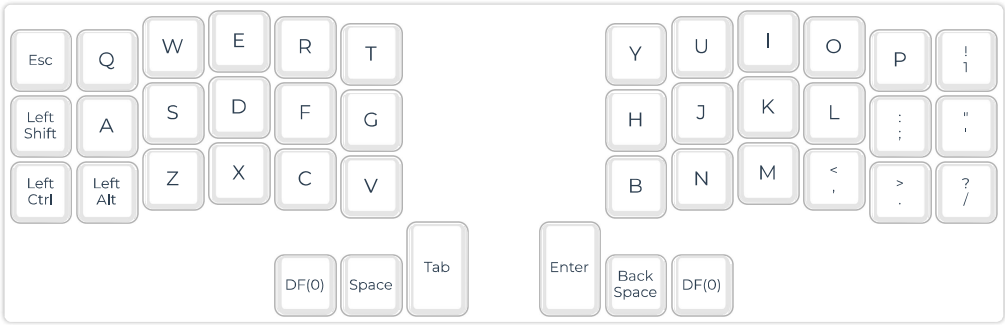 Esc Q W E R T Y U I O P !
1
Left
Shift A S D F G H J K L :
; "
'
Left
Ctrl Left
Alt Z X C V B N M <
, >
. ?
/
DF(0) Space Tab Enter Back
Space DF(0)